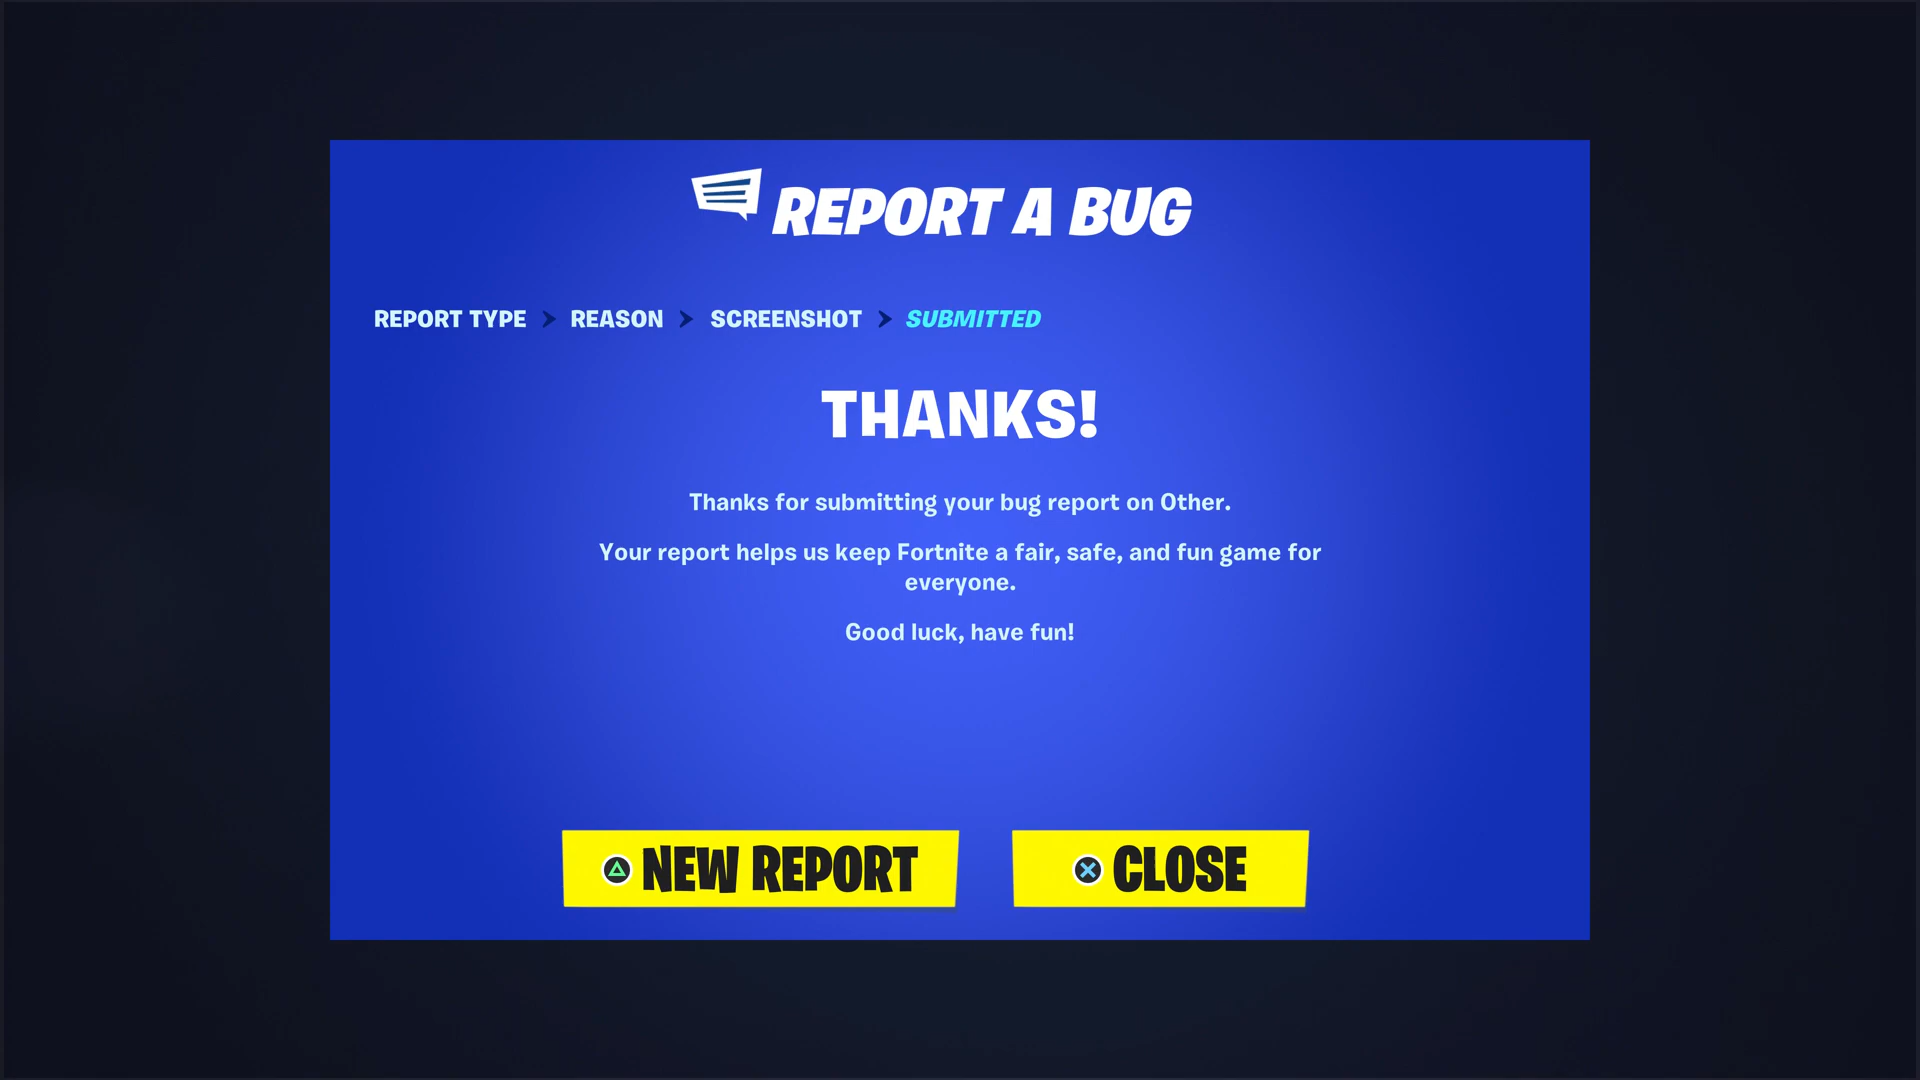 REPORT A BUG
REPORT TYPE > REASON > SCREENSHOT > SUBMITTED
THANKS!
Thanks for submitting your bug report on Other.
Your report helps us keep Fortnite a fair, safe, and fun game for
everyone.
Good luck, have fun!
NEW REPORT
CLOSE